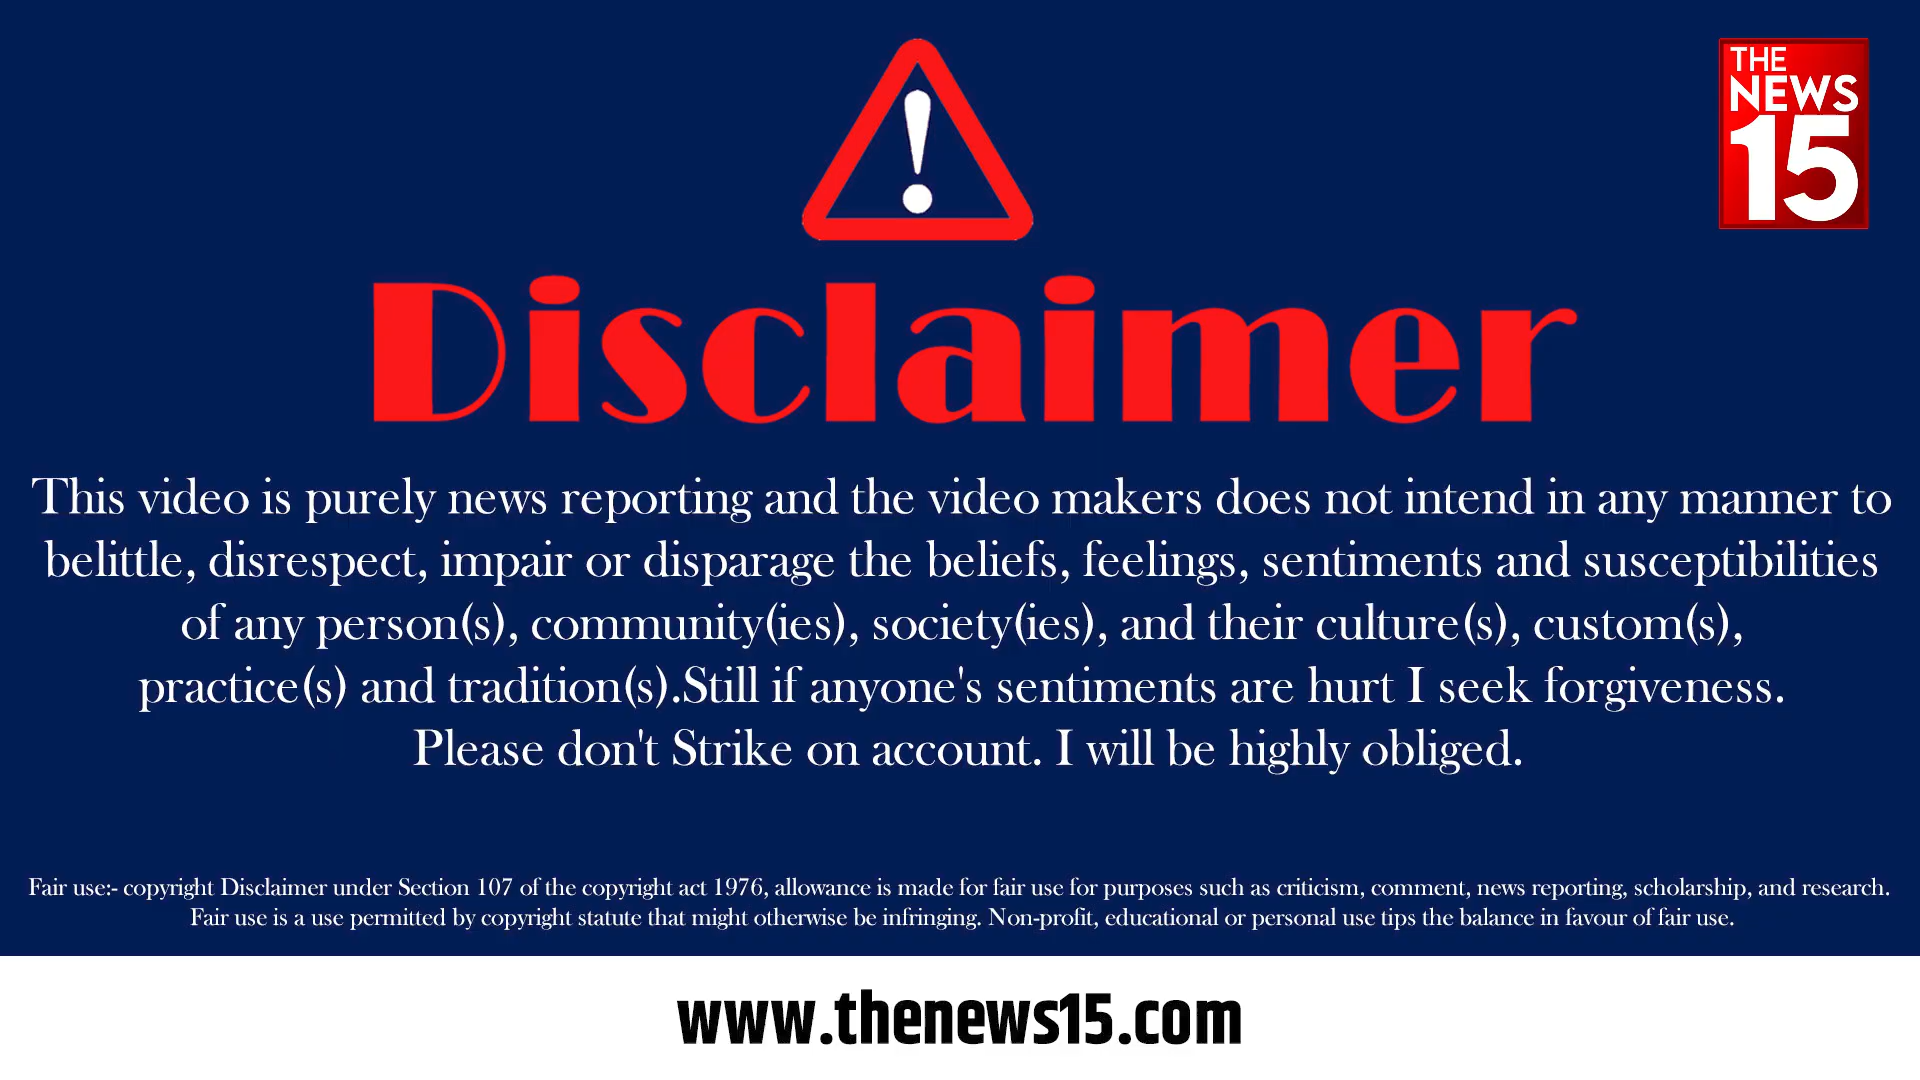 THE
NEWS
15
Disclaimer
This video is purely news reporting and the video makers does not intend in any manner to
belittle, disrespect, impair or disparage the beliefs, feelings, sentiments and susceptibilities
of any person(s), community(ies), society(ies), and their culture(s), custom(s),
practice(s) and tradition(s).Still if anyone's sentiments are hurt I seek forgiveness.
Please don't Strike on account. I will be highly obliged.
Fair use:- copyright Disclaimer under Section 107 of the copyright act 1976, allowance is made for fair use for purposes such as criticism, comment, news reporting, scholarship, and research.
Fair use is a use permitted by copyright statute that might otherwise be infringing. Non-profit, educational or personal use tips the balance in favour of fair use.
www.thenews15.com